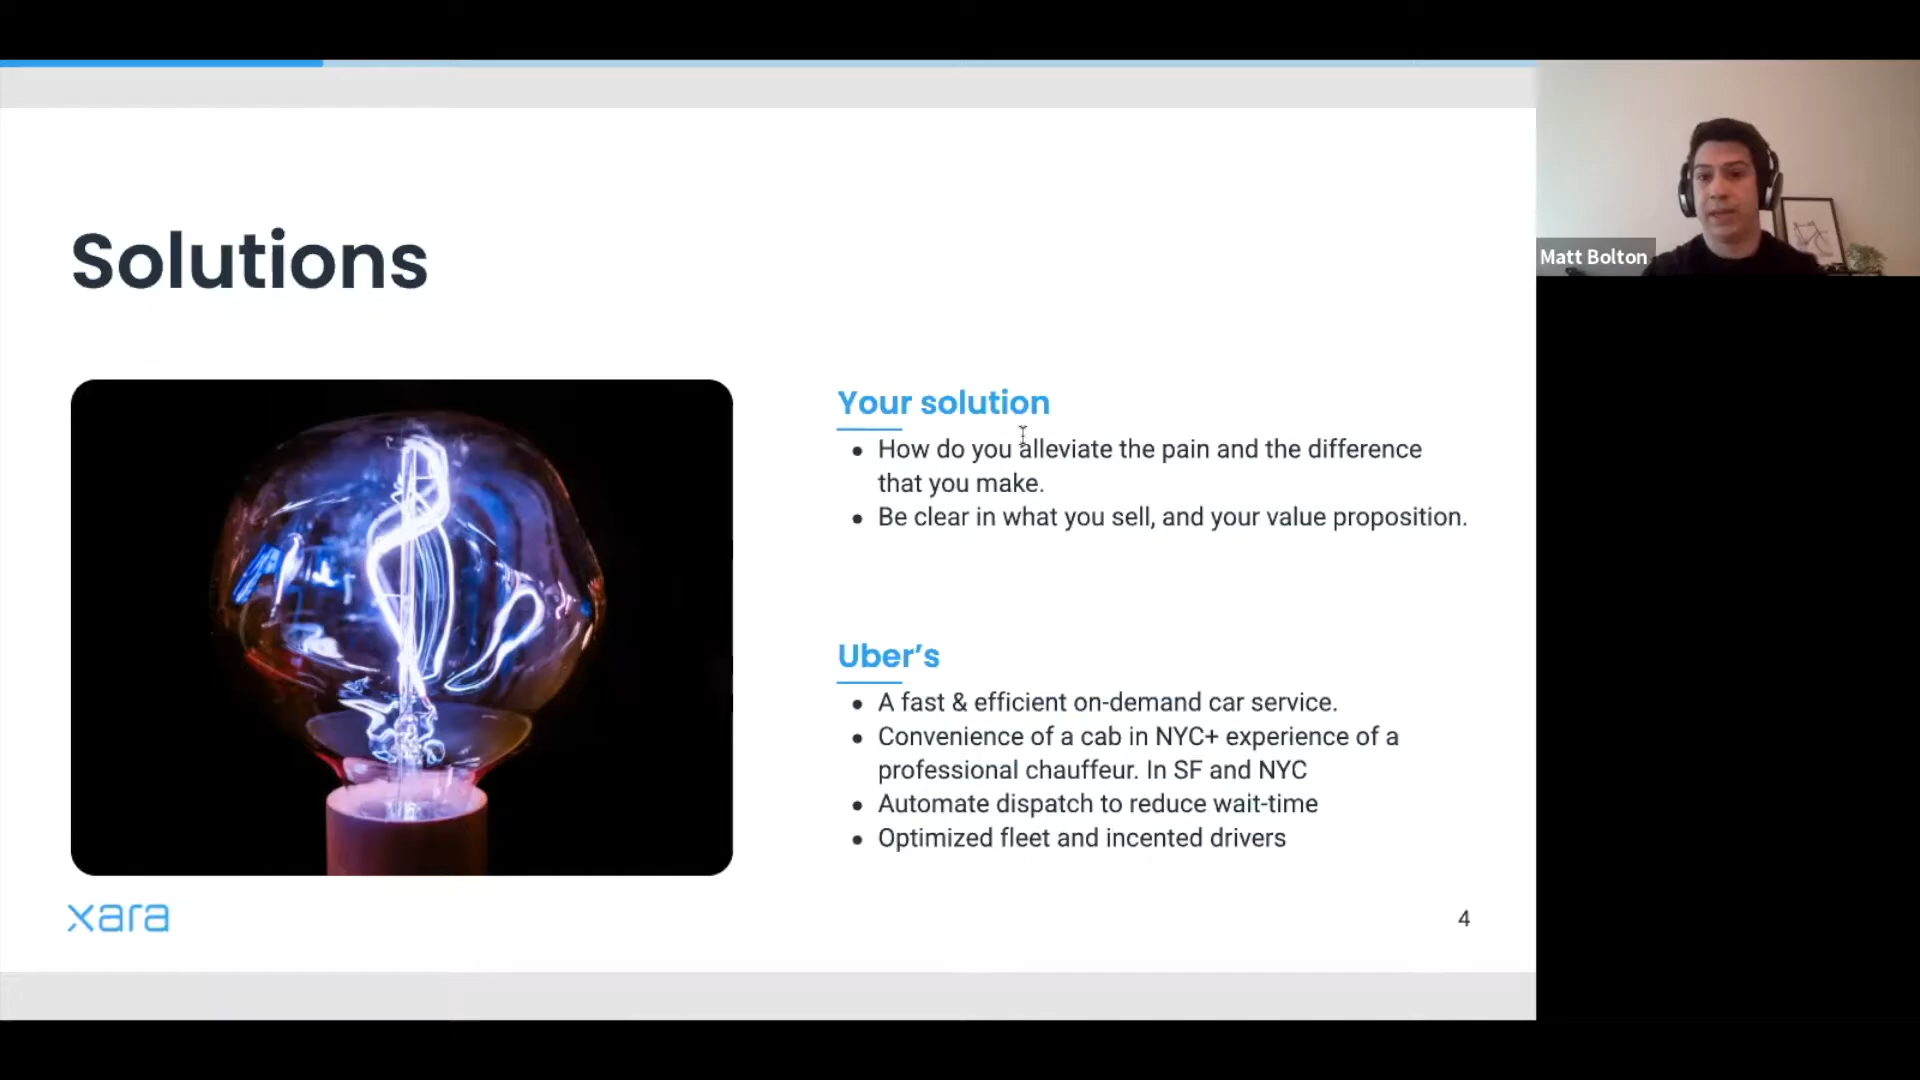 Solutions
Matt Bolton
Your solution
• How do you alleviate the pain and the difference
that you make.
• Be clear in what you sell, and your value proposition.
Uber’s
• A fast & efficient on-demand car service.
• Convenience of a cab in NYC+ experience of a
professional chauffeur. In SF and NYC
• Automate dispatch to reduce wait-time
• Optimized fleet and incented drivers
xara
4